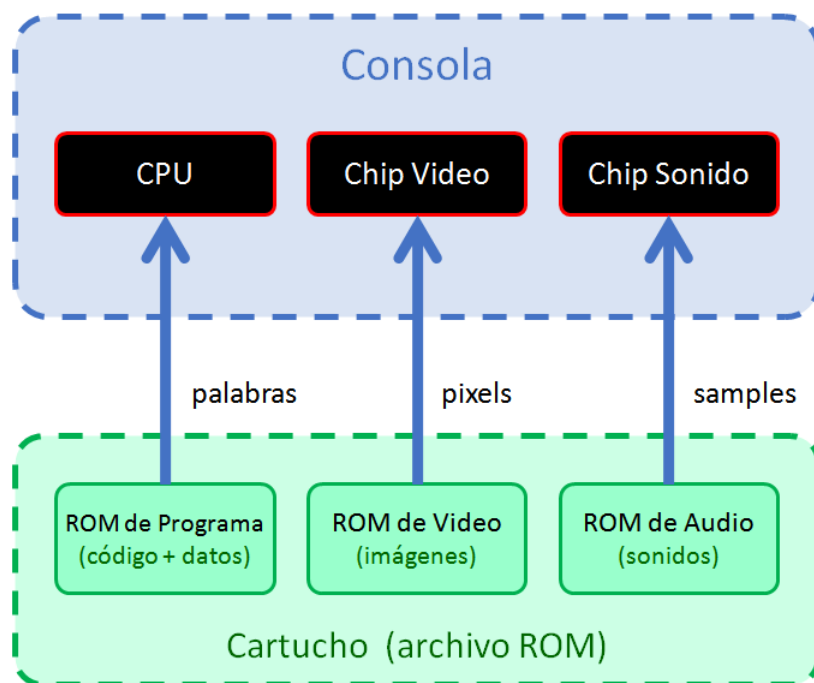 Consola
CPU
Chip Video
Chip Sonido
palabras
pixels
samples
ROM de Programa
(código + datos)
ROM de Video
(imágenes)
ROM de Audio
(sonidos)
Cartucho (archivo ROM)